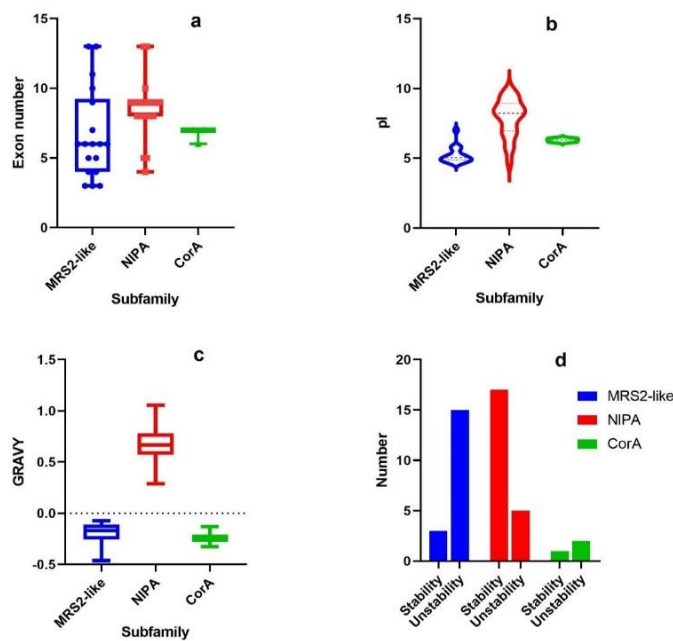 a
Exon number
15
10
5
0
MRS2-like
NIPA
CorA
Subfamily
b
pI
15
10
5
0
MRS2-like
NIPA
CorA
Subfamily
c
GRAVY
1.5
1.0
0.5
0.0
-0.5
MRS2-like
NIPA
CorA
Subfamily
d
Number
20
15
10
5
0
Stability
Unstability
Stability
Unstability
Stability
Unstability
MRS2-like
NIPA
CorA